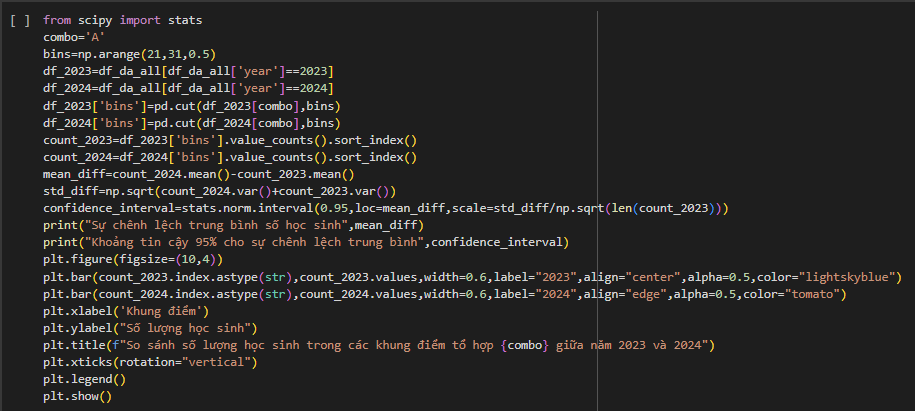 [ ] from scipy import stats
combo='A'
bins=np.arange(21,31,0.5)
df_2023=df_da_all[df_da_all['year']==2023]
df_2024=df_da_all[df_da_all['year']==2024]
df_2023['bins']=pd.cut(df_2023[combo],bins)
df_2024['bins']=pd.cut(df_2024[combo],bins)
count_2023=df_2023['bins'].value_counts().sort_index()
count_2024=df_2024['bins'].value_counts().sort_index()
mean_diff=count_2024.mean()-count_2023.mean()
std_diff=np.sqrt(count_2024.var()+count_2023.var())
confidence_interval=stats.norm.interval(0.95,loc=mean_diff,scale=std_diff/np.sqrt(len(count_2023)))
print("Sự chênh lệch trung bình số học sinh",mean_diff)
print("Khoảng tin cậy 95% cho sự chênh lệch trung bình",confidence_interval)
plt.figure(figsize=(10,4))
plt.bar(count_2023.index.astype(str),count_2023.values,width=0.6,label="2023",align="center",alpha=0.5,color="lightskyblue")
plt.bar(count_2024.index.astype(str),count_2024.values,width=0.6,label="2024",align="edge",alpha=0.5,color="tomato")
plt.xlabel('Khung điểm')
plt.ylabel("Số lượng học sinh")
plt.title(f"So sánh số lượng học sinh trong các khung điểm tổ hợp {combo} giữa năm 2023 và 2024")
plt.xticks(rotation="vertical")
plt.legend()
plt.show()